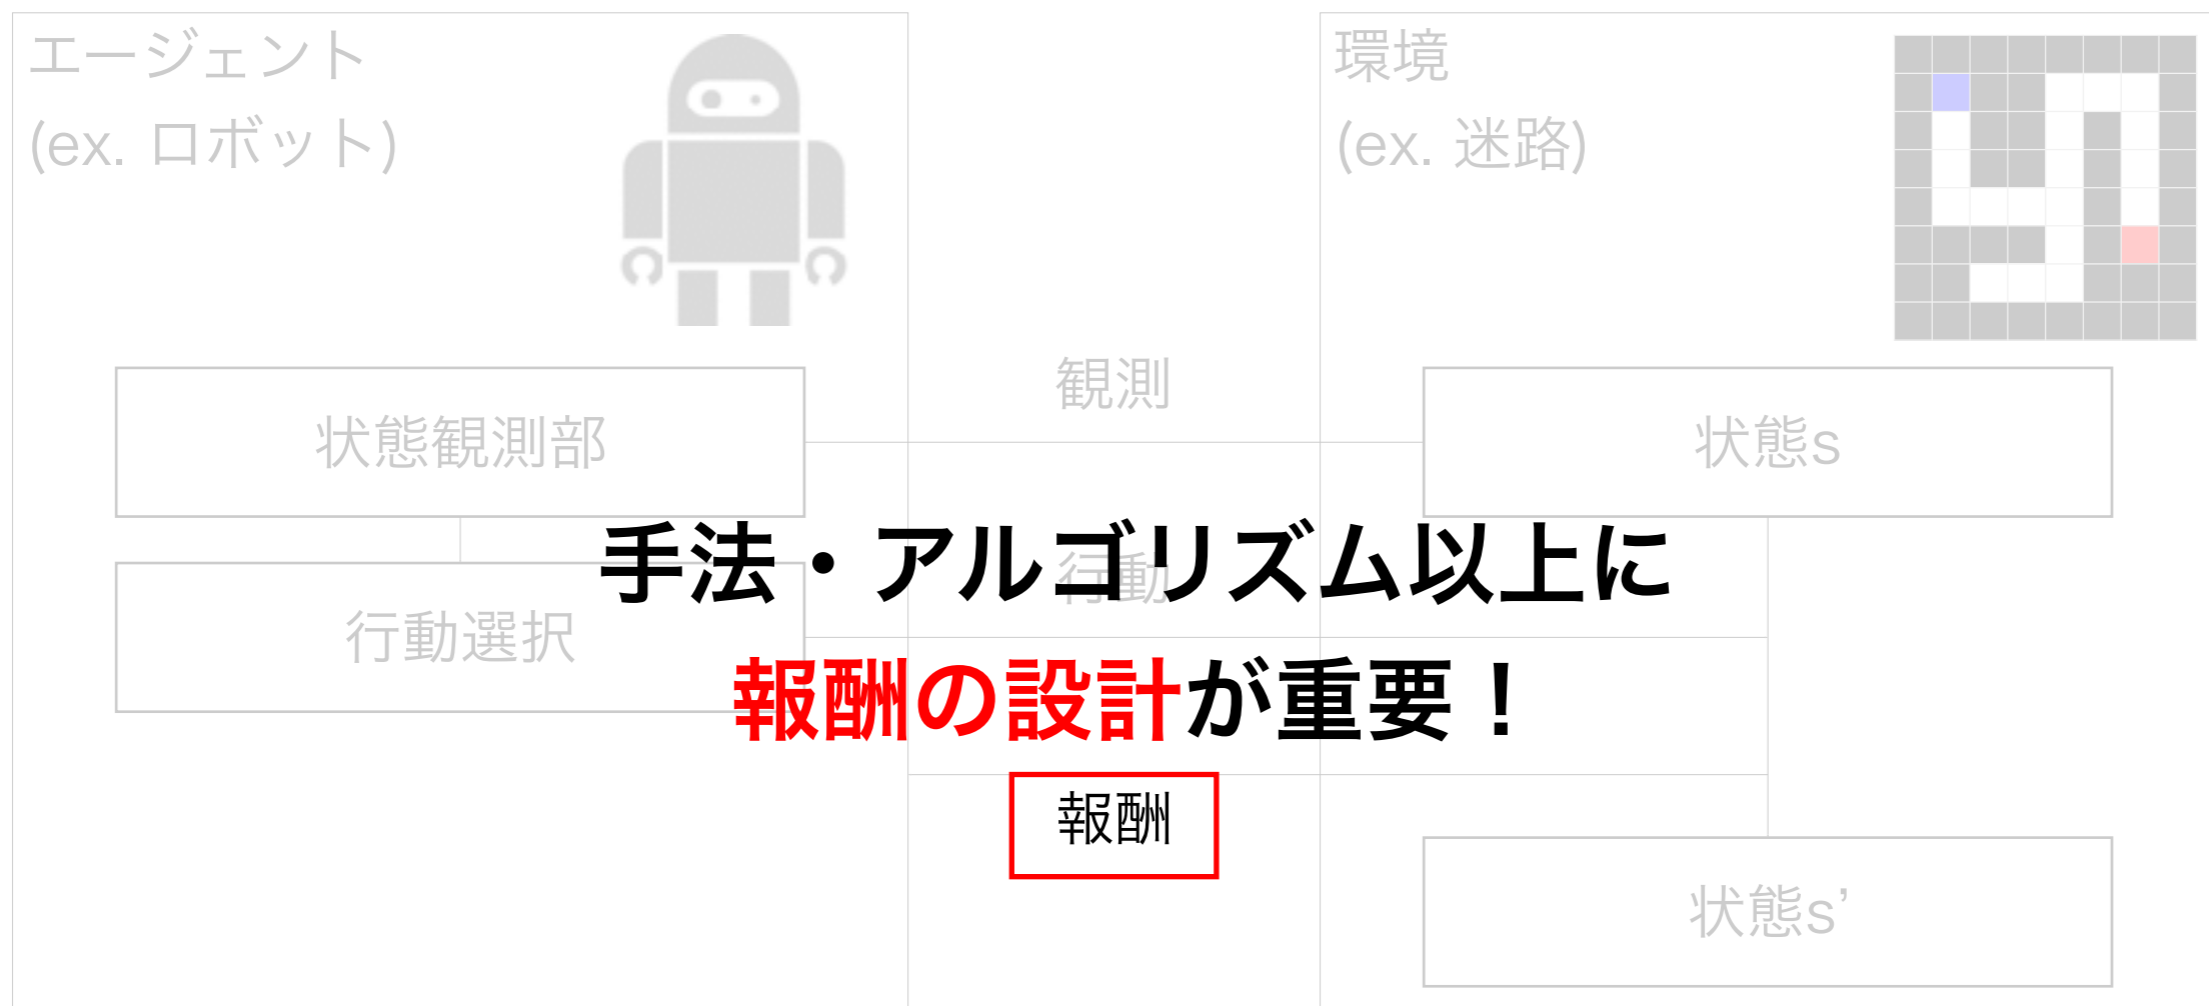 エージェント
(ex. ロボット)
環境
(ex. 迷路)
観測
状態観測部
状態s
行動
手法・アルゴリズム以上に
行動選択
報酬の設計が重要！
報酬
状態s’